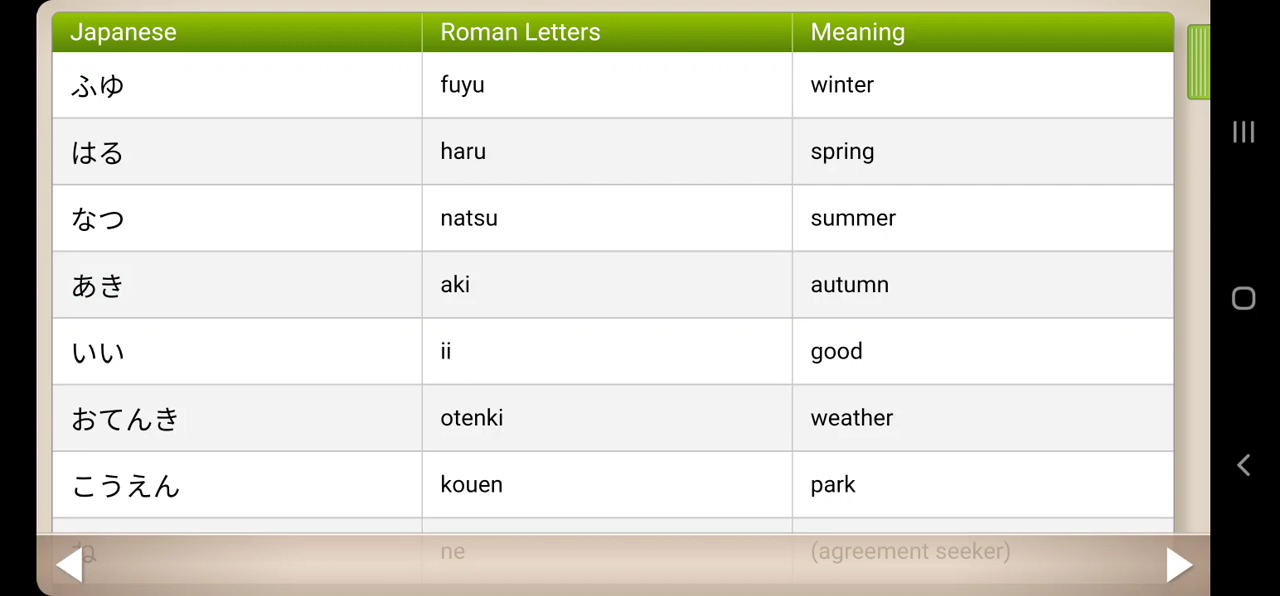 Japanese Roman Letters Meaning
ふゆ fuyu winter
はる haru spring
なつ natsu summer
あき aki autumn
いい ii good
おてんき otenki weather
こうえん kouen park
ね ne (agreement seeker)